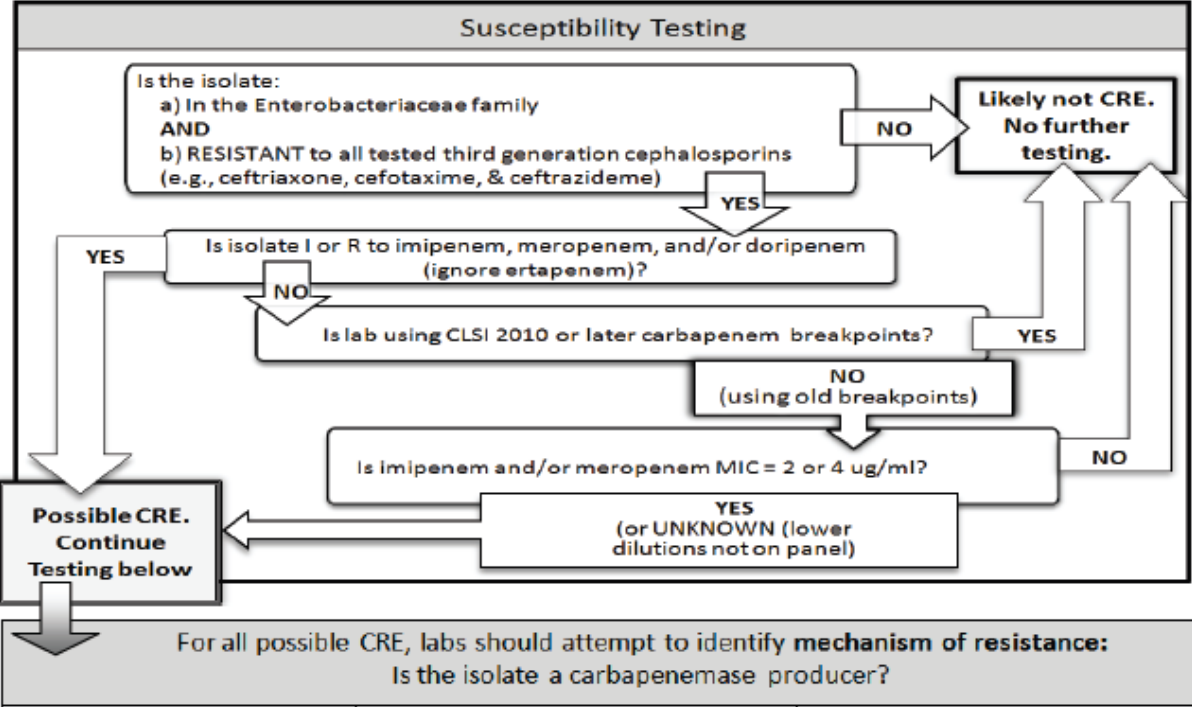 Susceptibility Testing
Is the isolate:
a) In the Enterobacteriaceae family
AND
b) RESISTANT to all tested third generation cephalosporins
(e.g., ceftriaxone, cefotaxime, & ceftrazideme)
NO
Likely not CRE.
No further
testing.
YES
Is isolate I or R to imipenem, meropenem, and/or doripenem
(ignore ertapenem)?
YES
NO
Is lab using CLSI 2010 or later carbapenem breakpoints?
YES
NO
(using old breakpoints)
Is imipenem and/or meropenem MIC = 2 or 4 ug/ml?
NO
YES
(or UNKNOWN (lower
dilutions not on panel)
Possible CRE.
Continue
Testing below
For all possible CRE, labs should attempt to identify mechanism of resistance:
Is the isolate a carbapenemase producer?